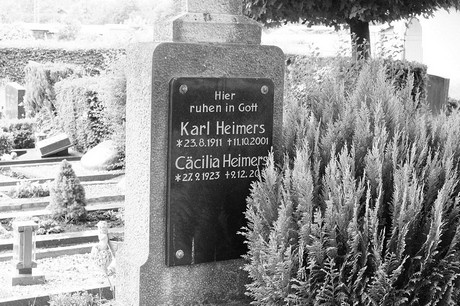 Hier
ruhen in Gott
Karl Heimers
*23.8.1911 †11.10.2001
Cäcilia Heimers
*27.9.1923 †9.12.20